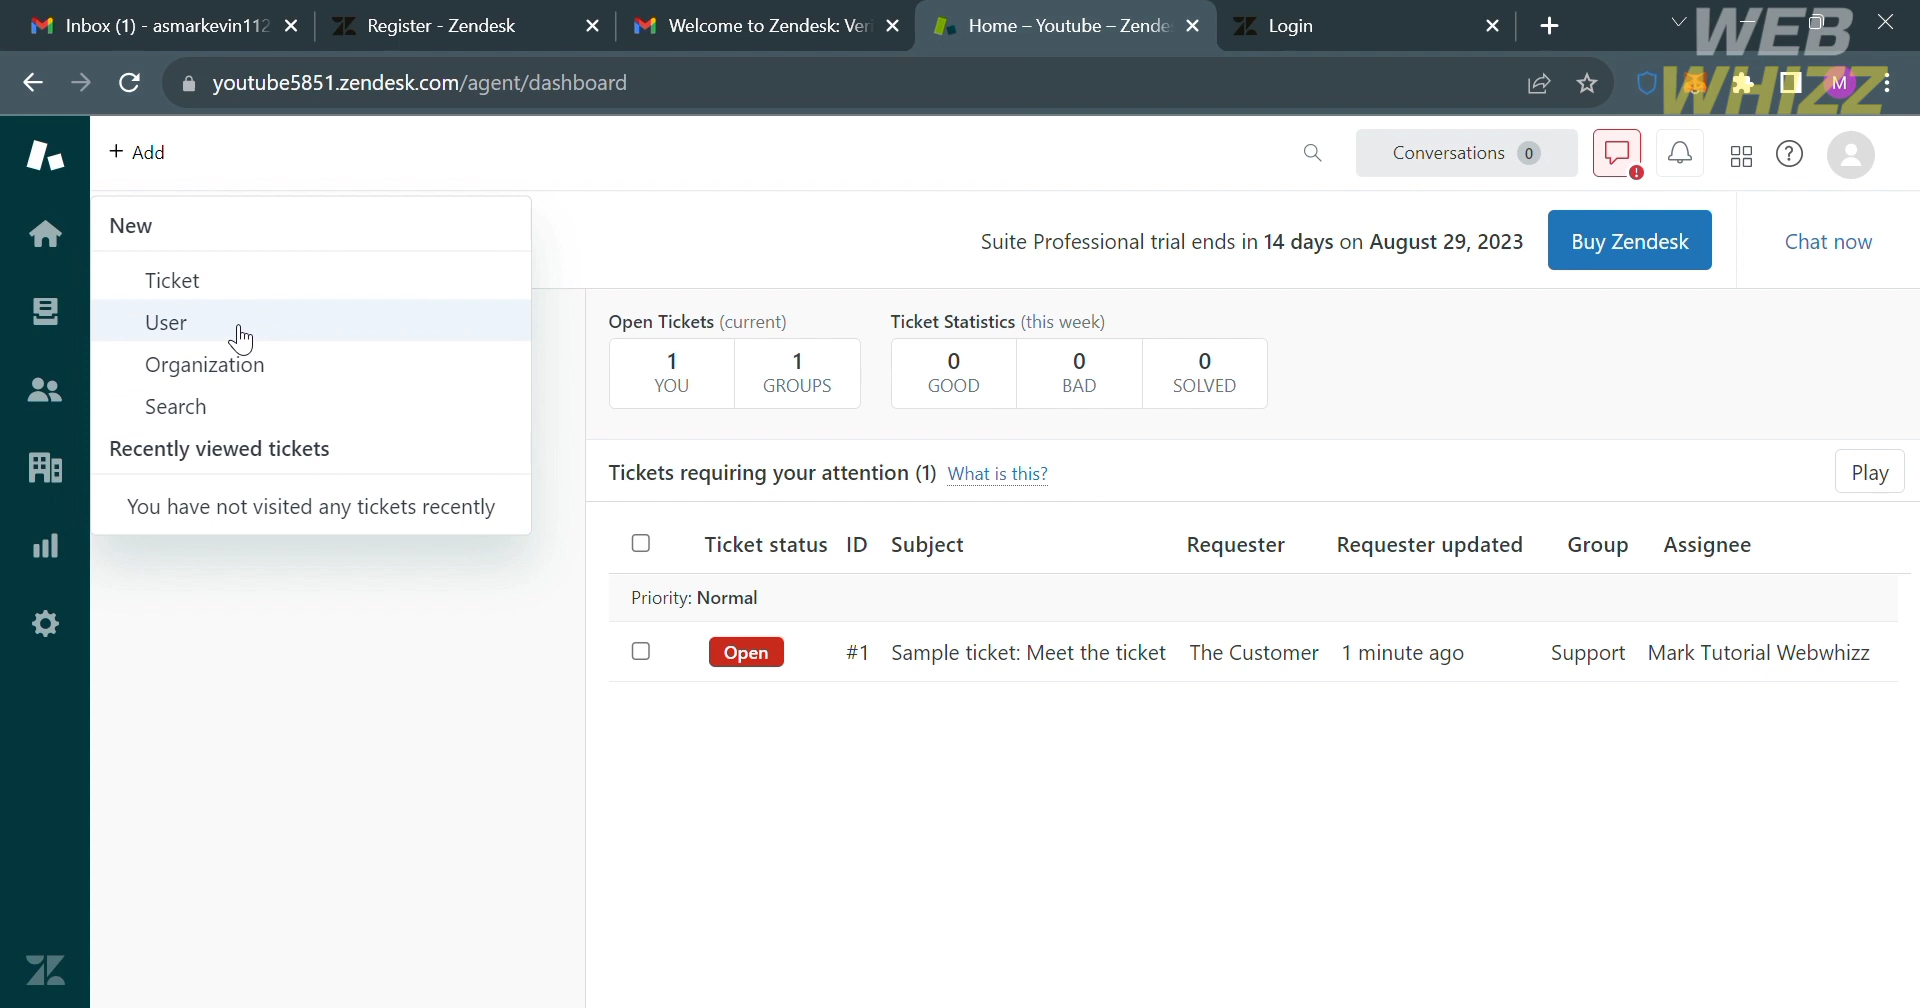 Inbox (1) - asmarkevin112
Register - Zendesk
Welcome to Zendesk: Veri
Home – Youtube – Zende
Login
WEB
WHIZZ
youtube5851.zendesk.com/agent/dashboard
M
+ Add
Conversations 0
New
Ticket
User
Organization
Search
Recently viewed tickets
You have not visited any tickets recently
Suite Professional trial ends in 14 days on August 29, 2023
Buy Zendesk
Chat now
Open Tickets (current)
Ticket Statistics (this week)
1 1 0 0 0
YOU GROUPS GOOD BAD SOLVED
Tickets requiring your attention (1) What is this?
Play
Ticket status ID Subject Requester Requester updated Group Assignee
Priority: Normal
Open #1 Sample ticket: Meet the ticket The Customer 1 minute ago Support Mark Tutorial Webwhizz